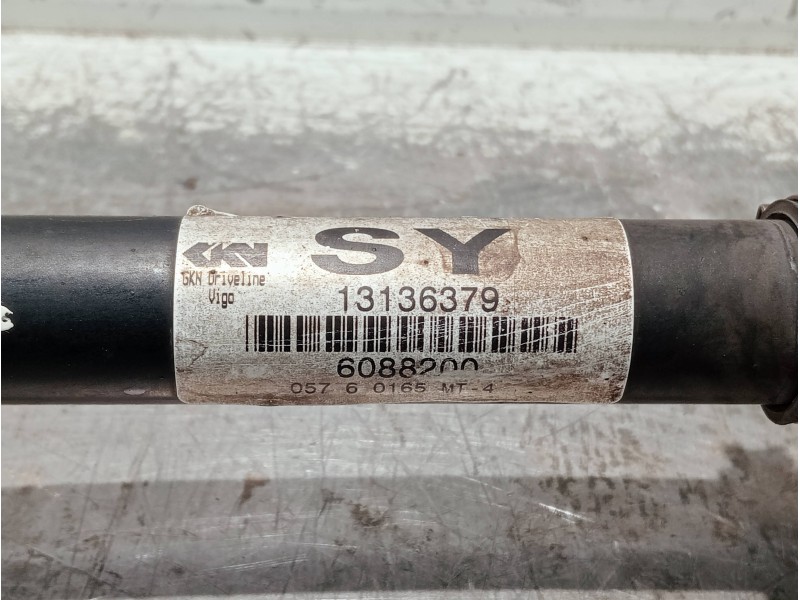 GKN SY
GKN Driveline
Vigo
13136379
6088200
057 6 0165 MT 4